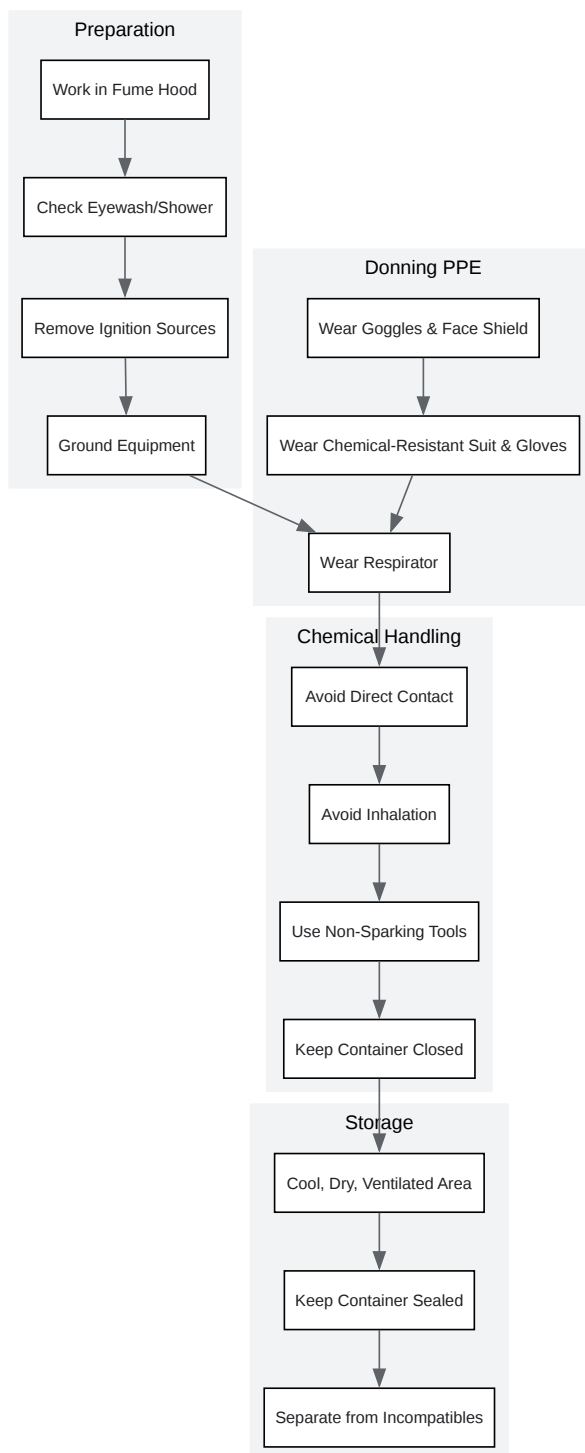 Preparation
Work in Fume Hood
Check Eyewash/Shower
Remove Ignition Sources
Ground Equipment
Donning PPE
Wear Goggles & Face Shield
Wear Chemical-Resistant Suit & Gloves
Wear Respirator
Chemical Handling
Avoid Direct Contact
Avoid Inhalation
Use Non-Sparking Tools
Keep Container Closed
Storage
Cool, Dry, Ventilated Area
Keep Container Sealed
Separate from Incompatibles